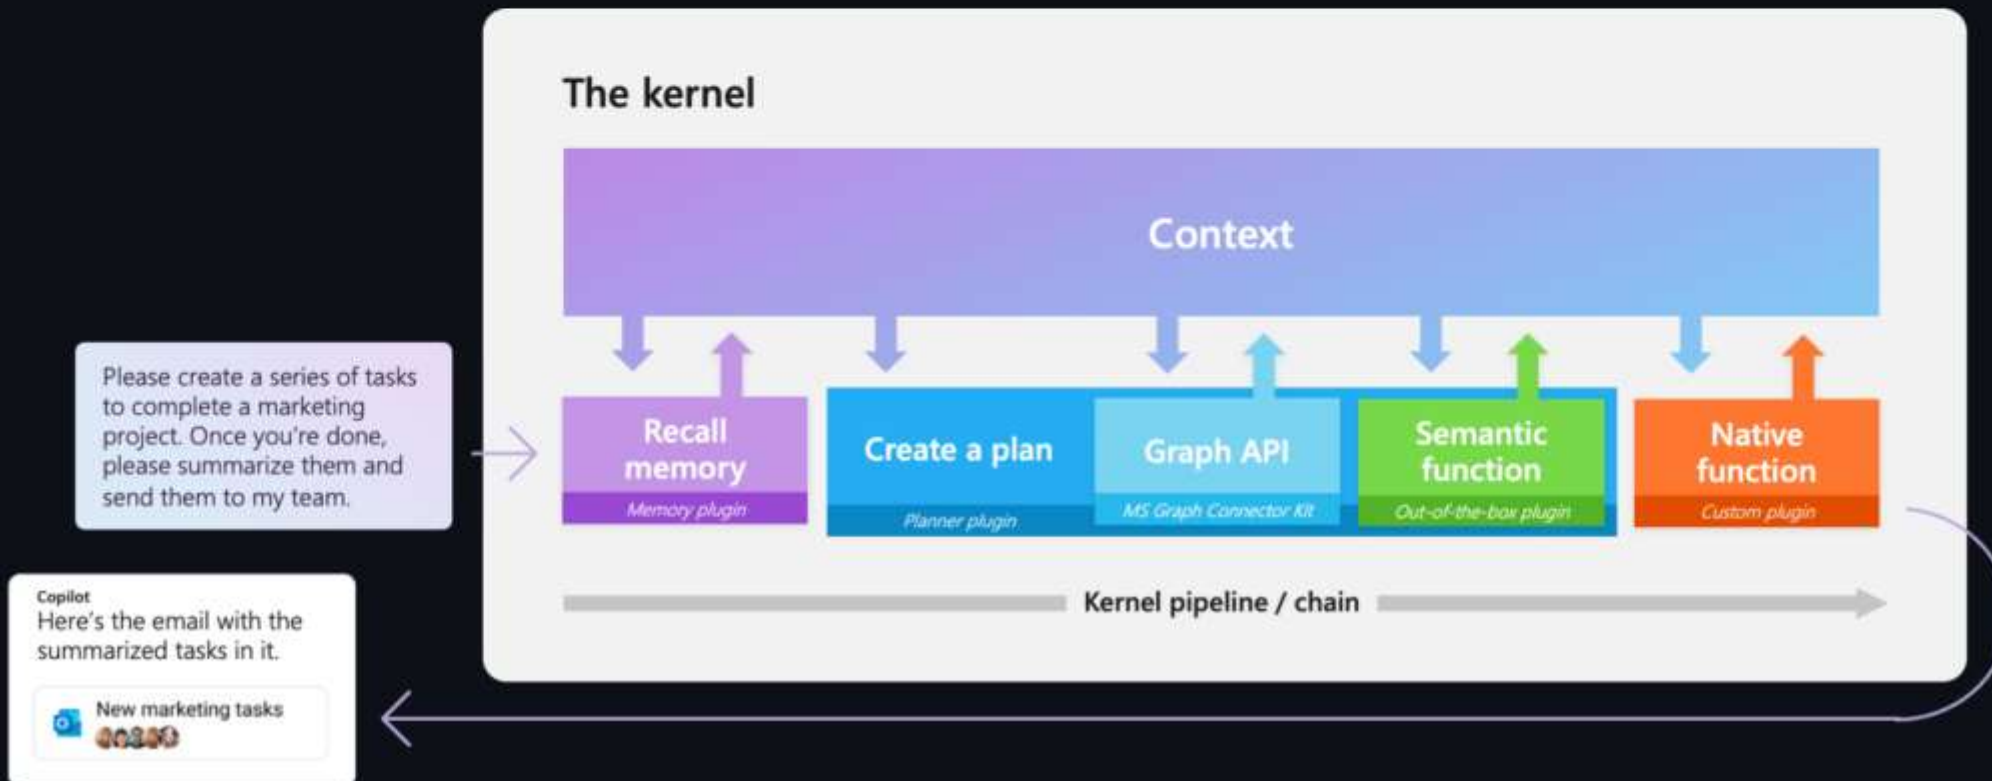 The kernel
Context
Please create a series of tasks
to complete a marketing
project. Once you're done,
please summarize them and
send them to my team.
Recall
memory
Memory plugin
Create a plan
Planner plugin
Graph API
MS Graph Connector Kit
Semantic
function
Out-of-the-box plugin
Native
function
Custom plugin
Kernel pipeline / chain
Copilot
Here's the email with the
summarized tasks in it.
New marketing tasks